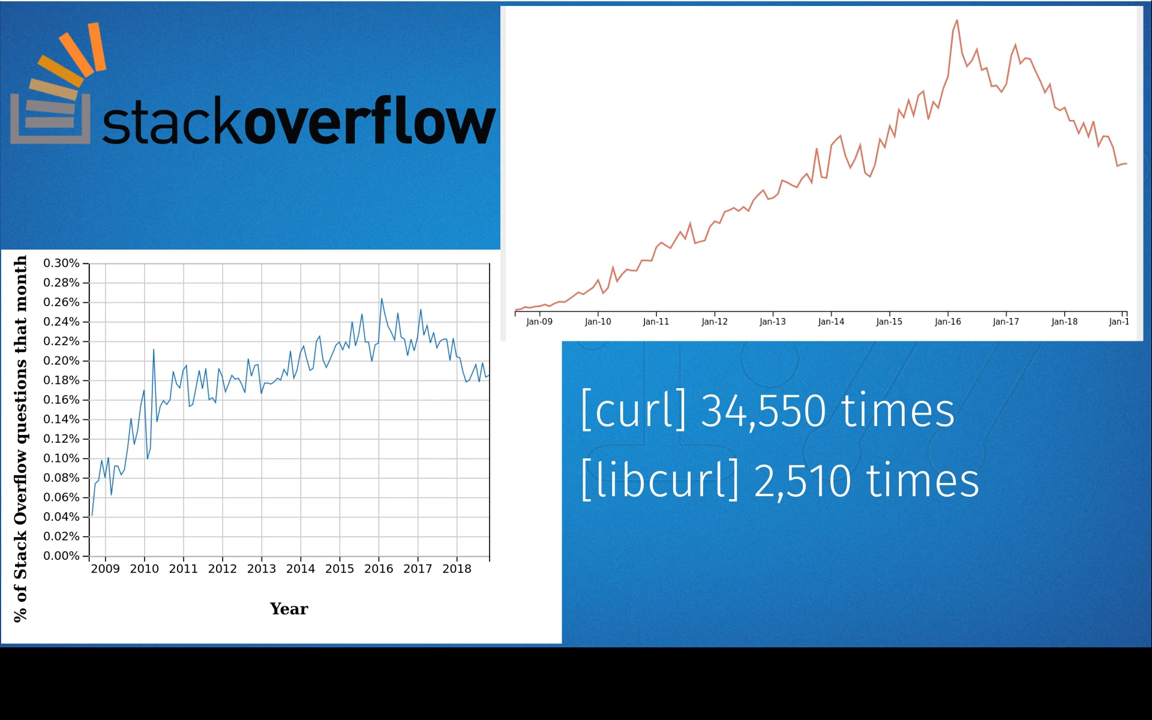 stackoverflow
Jan-09 Jan-10 Jan-11 Jan-12 Jan-13 Jan-14 Jan-15 Jan-16 Jan-17 Jan-18 Jan-1
% of Stack Overflow questions that month
0.30%
0.28%
0.26%
0.24%
0.22%
0.20%
0.18%
0.16%
0.14%
0.12%
0.10%
0.08%
0.06%
0.04%
0.02%
0.00%
2009 2010 2011 2012 2013 2014 2015 2016 2017 2018
Year
[curl] 34,550 times
[libcurl] 2,510 times